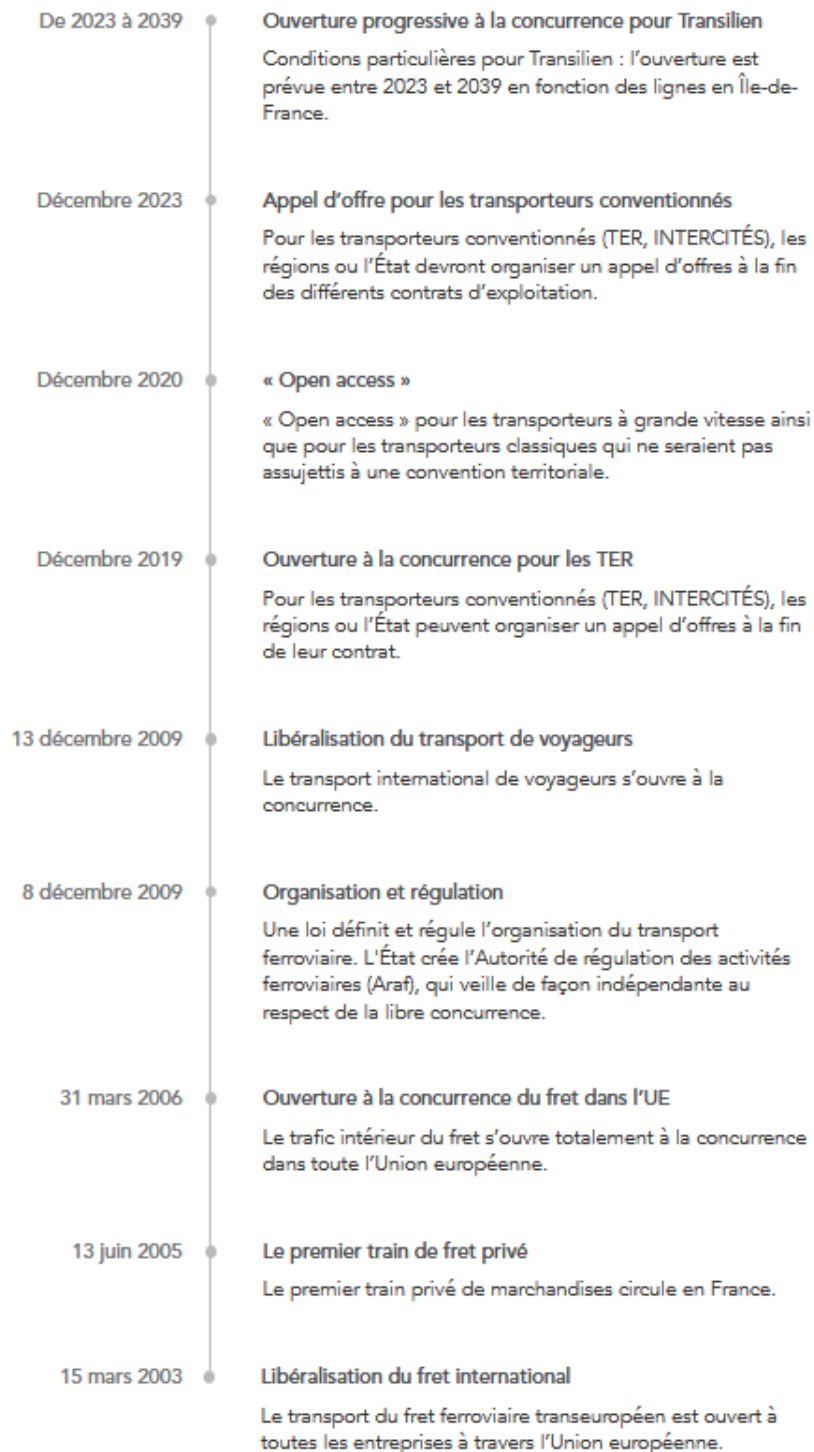 De 2023 à 2039
Ouverture progressive à la concurrence pour Transilien
Conditions particulières pour Transilien : l'ouverture est
prévue entre 2023 et 2039 en fonction des lignes en Île-de-
France.
Décembre 2023
Appel d'offre pour les transporteurs conventionnés
Pour les transporteurs conventionnés (TER, INTERCITÉS), les
régions ou l'État devront organiser un appel d'offres à la fin
des différents contrats d'exploitation.
Décembre 2020
« Open access »
« Open access » pour les transporteurs à grande vitesse ainsi
que pour les transporteurs classiques qui ne seraient pas
assujettis à une convention territoriale.
Décembre 2019
Ouverture à la concurrence pour les TER
Pour les transporteurs conventionnés (TER, INTERCITÉS), les
régions ou l'État peuvent organiser un appel d'offres à la fin
de leur contrat.
13 décembre 2009
Libéralisation du transport de voyageurs
Le transport international de voyageurs s'ouvre à la
concurrence.
8 décembre 2009
Organisation et régulation
Une loi définit et régule l'organisation du transport
ferroviaire. L'État crée l'Autorité de régulation des activités
ferroviaires (Araf), qui veille de façon indépendante au
respect de la libre concurrence.
31 mars 2006
Ouverture à la concurrence du fret dans l'UE
Le trafic intérieur du fret s'ouvre totalement à la concurrence
dans toute l'Union européenne.
13 juin 2005
Le premier train de fret privé
Le premier train privé de marchandises circule en France.
15 mars 2003
Libéralisation du fret international
Le transport du fret ferroviaire transeuropéen est ouvert à
toutes les entreprises à travers l'Union européenne.